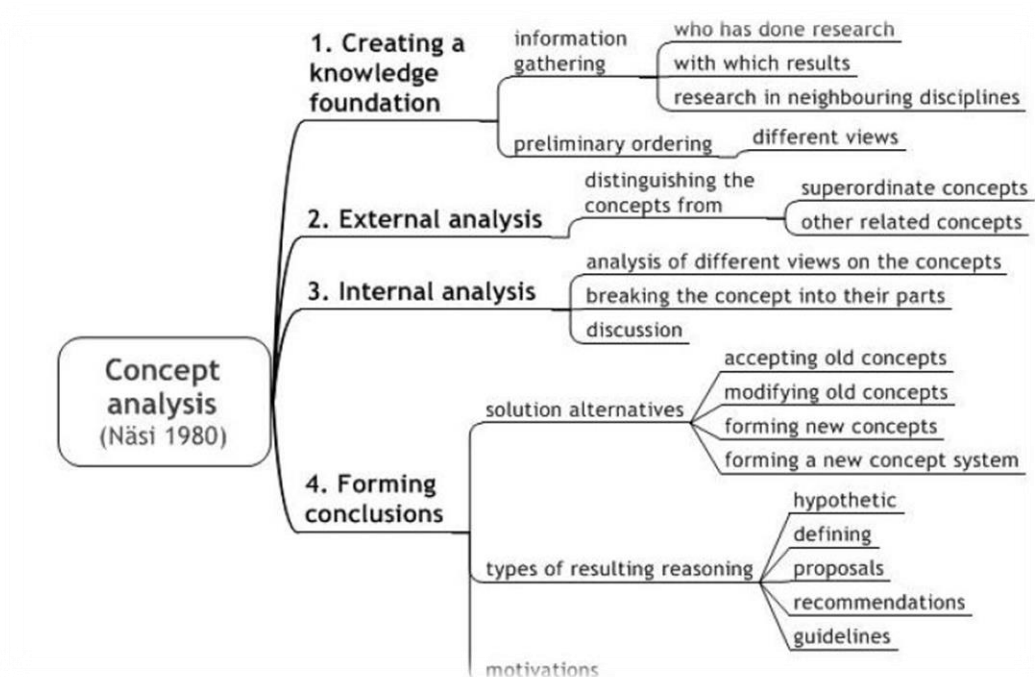 1. Creating a
knowledge
foundation
information
gathering
who has done research
with which results
research in neighbouring disciplines
preliminary ordering
different views
2. External analysis
distinguishing the
concepts from
superordinate concepts
other related concepts
3. Internal analysis
analysis of different views on the concepts
breaking the concept into their parts
discussion
Concept
analysis
(Näsi 1980)
4. Forming
conclusions
solution alternatives
accepting old concepts
modifying old concepts
forming new concepts
forming a new concept system
types of resulting reasoning
hypothetic
defining
proposals
recommendations
guidelines
motivations